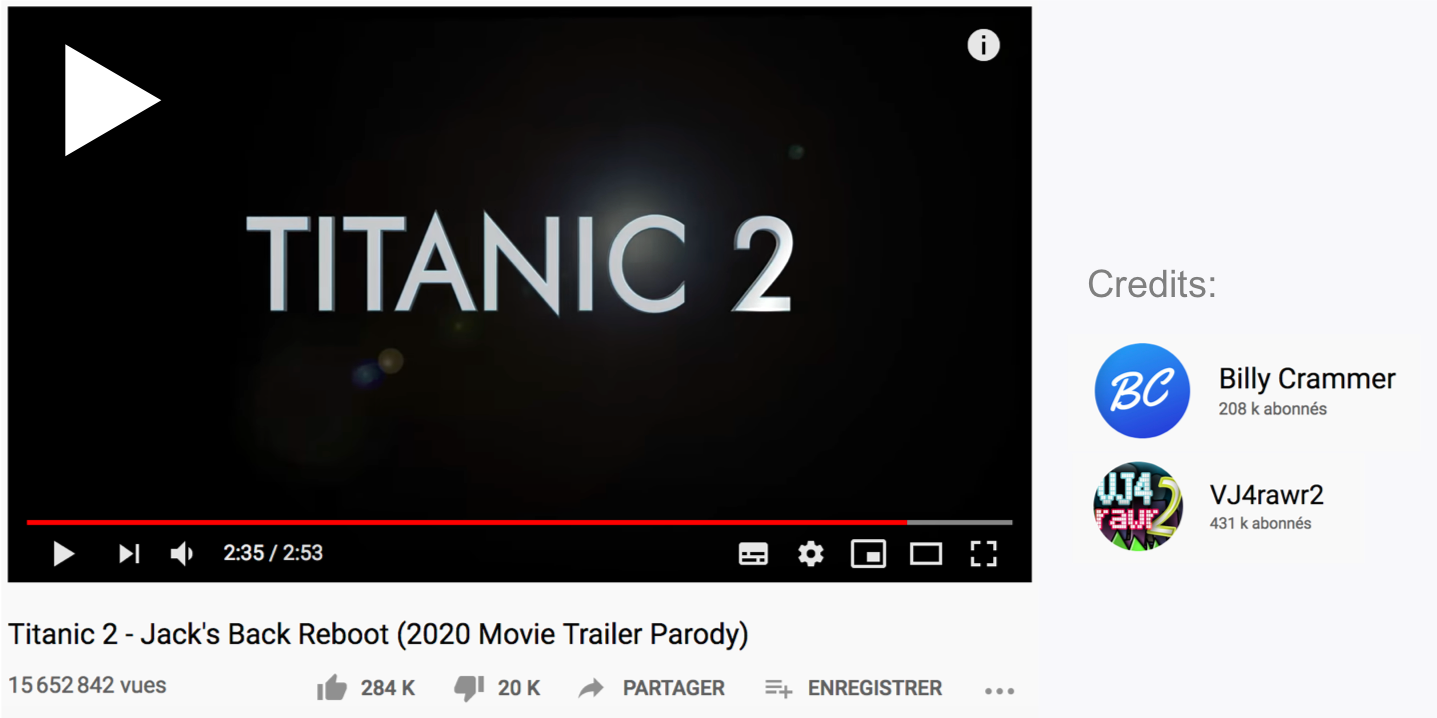 i
TITANIC 2
2:35 / 2:53
Titanic 2 - Jack's Back Reboot (2020 Movie Trailer Parody)
15 652 842 vues
284 K
20 K
PARTAGER
ENREGISTRER
Credits:
BC
Billy Crammer
208 k abonnés
VJ4
rawr2
VJ4rawr2
431 k abonnés